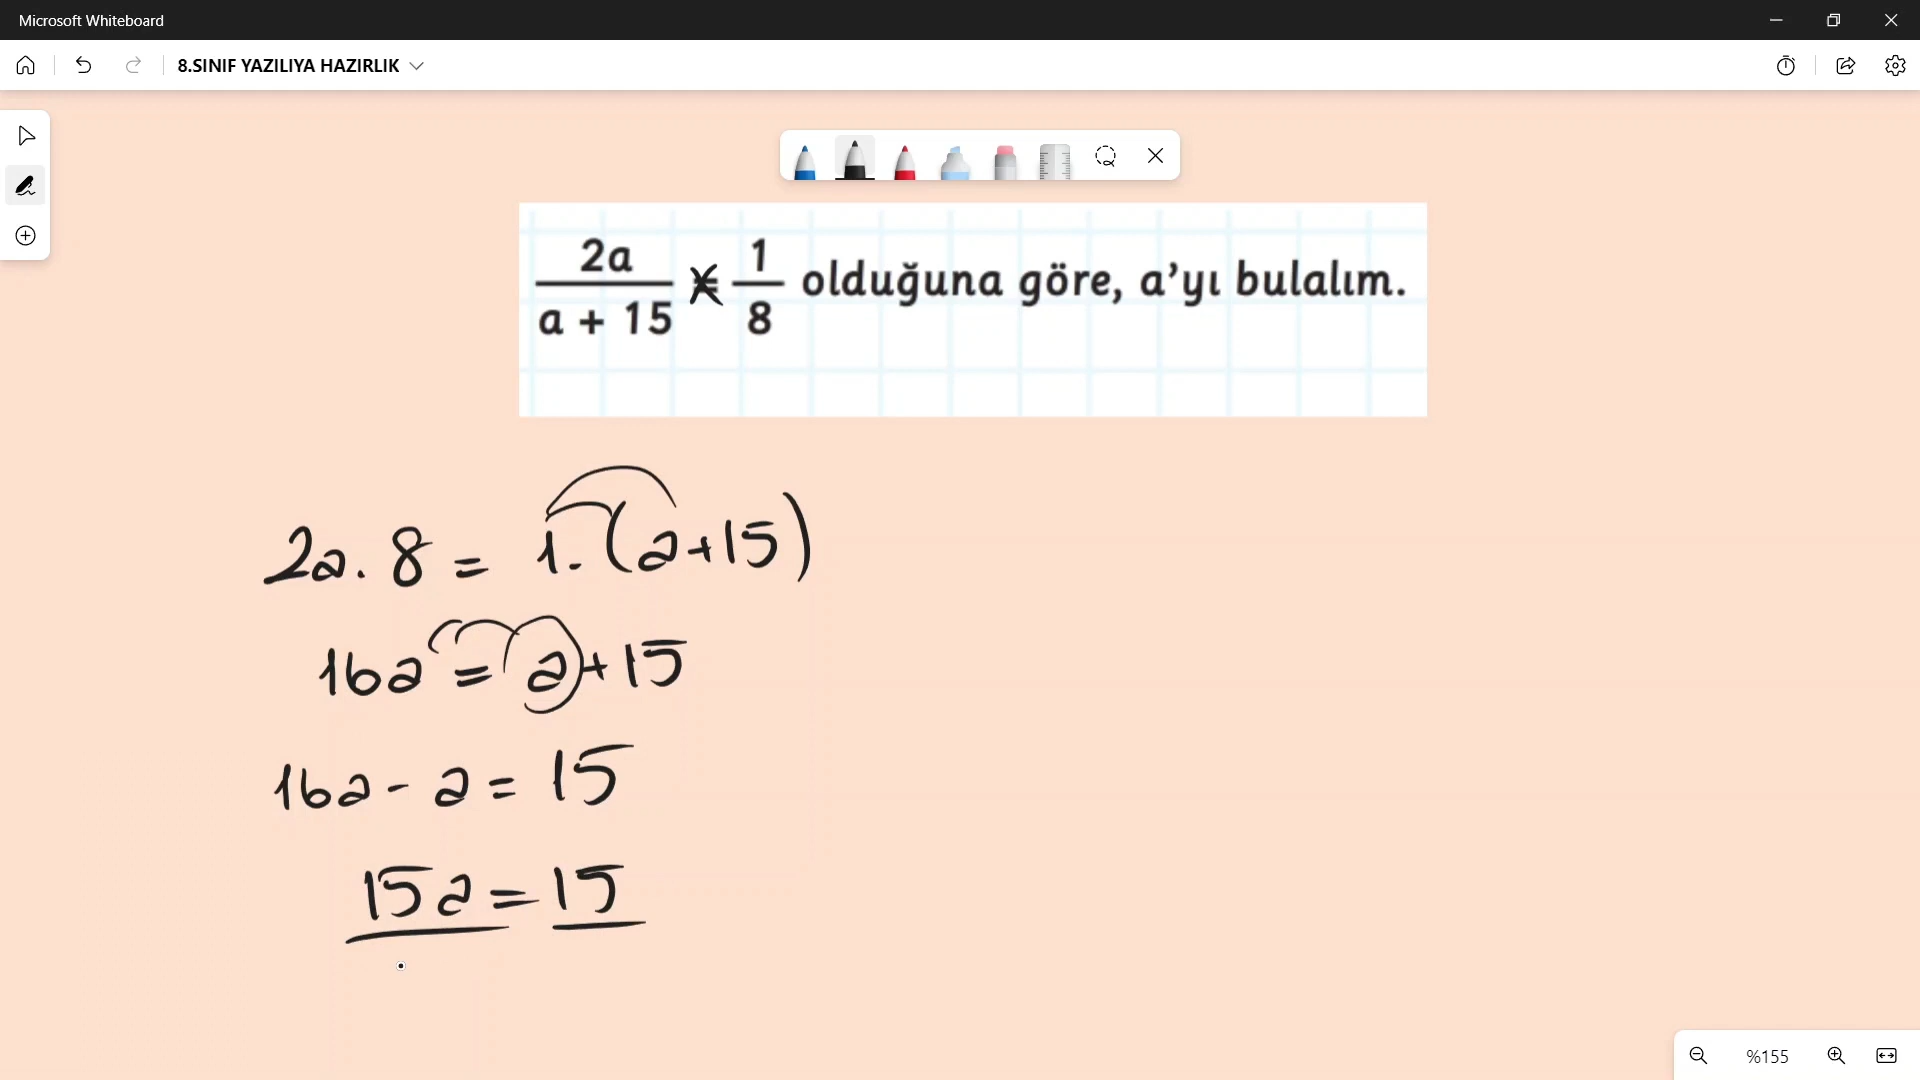 Microsoft Whiteboard
8.SINIF YAZILIYA HAZIRLIK
2a / a + 15 = 1 / 8 olduğuna göre, a'yı bulalım.
2a . 8 = 1 . (a+15)
16a = a + 15
16a - a = 15
15a = 15
%155